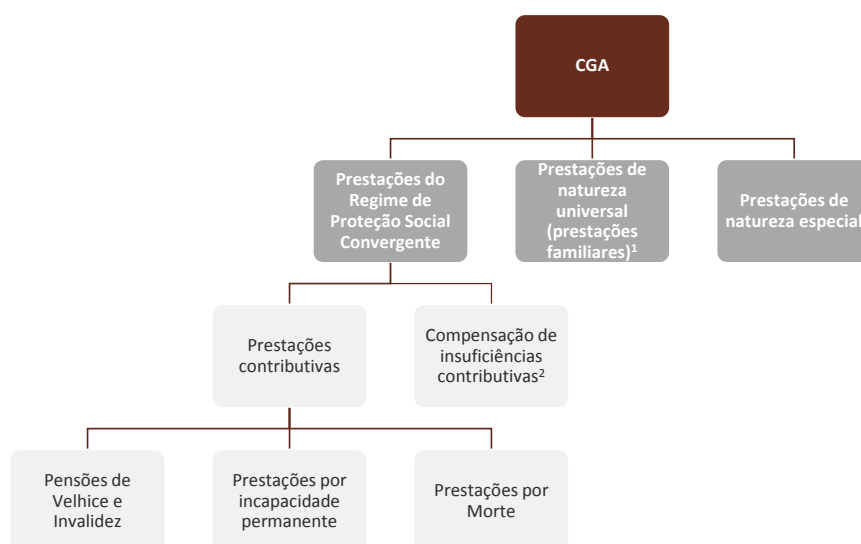 CGA
Prestações do
Regime de
Proteção Social
Convergente
Prestações de
natureza
universal
(prestações
familiares)¹
Prestações de
natureza especial
Prestações
contributivas
Compensação de
insuficiências
contributivas²
Pensões de
Velhice e
Invalidez
Prestações por
incapacidade
permanente
Prestações por
Morte